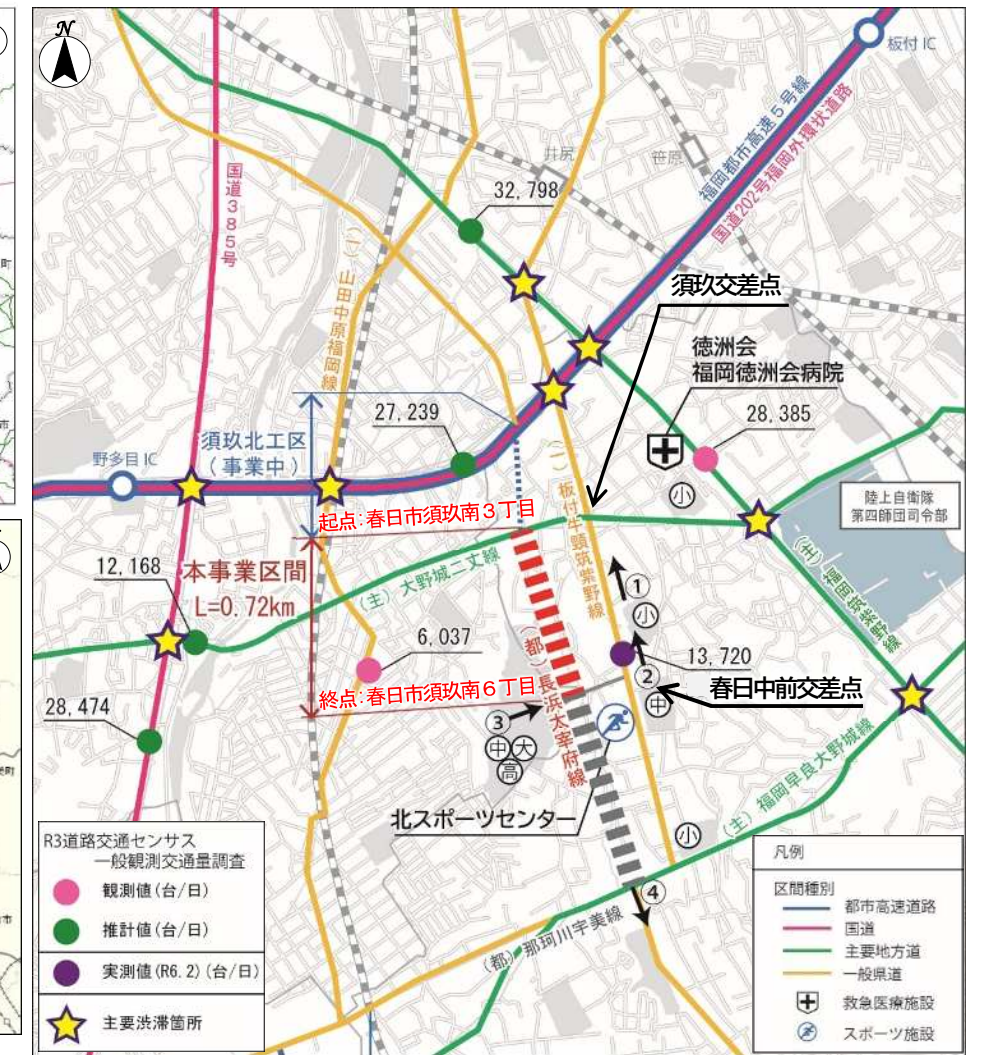 N
板付IC
福岡都市高速5号線
国道202号福岡外環状道路
井尻
笹原
国道385号
32,798
須玖交差点
(一)山田中原福岡線
徳洲会
福岡徳洲会病院
27,239
28,385
須玖北工区
(事業中)
野多目IC
小
(一)板付牛頸筑紫野線
陸上自衛隊
第四師団司令部
起点:春日市須玖南3丁目
12,168
本事業区間
L=0.72km
(主)大野城二丈線
①
小
(主)福岡筑紫野線
6,037
13,720
②
春日中前交差点
中
終点:春日市須玖南6丁目
(都)長浜太宰府線
28,474
③
中 大
高
北スポーツセンター
小
(主)福岡早良大野城線
④
(都)那珂川宇美線
R3道路交通センサス
一般観測交通量調査
観測値(台/日)
推計値(台/日)
実測値(R6.2)(台/日)
主要渋滞箇所
凡例
区間種別
都市高速道路
国道
主要地方道
一般県道
救急医療施設
スポーツ施設
町
市
町
市